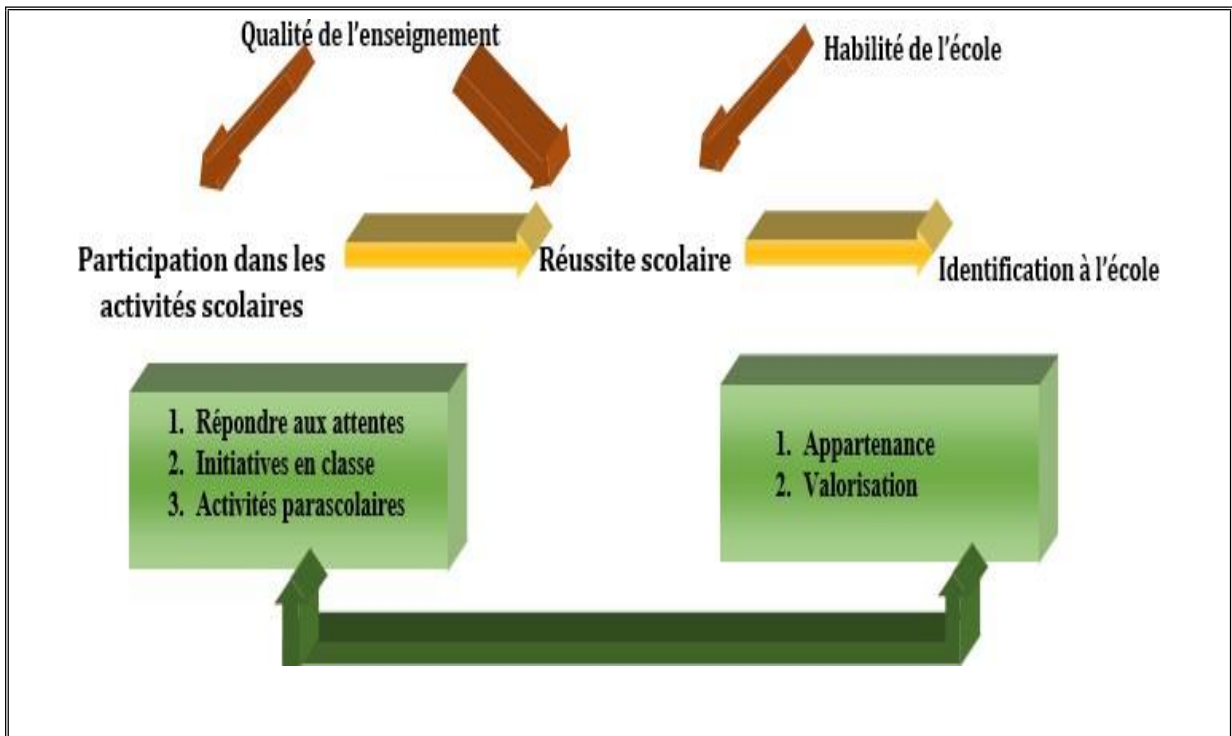 Qualité de l'enseignement
Habilité de l'école
Participation dans les
activités scolaires
Réussite scolaire
Identification à l'école
1. Répondre aux attentes
2. Initiatives en classe
3. Activités parascolaires
1. Appartenance
2. Valorisation